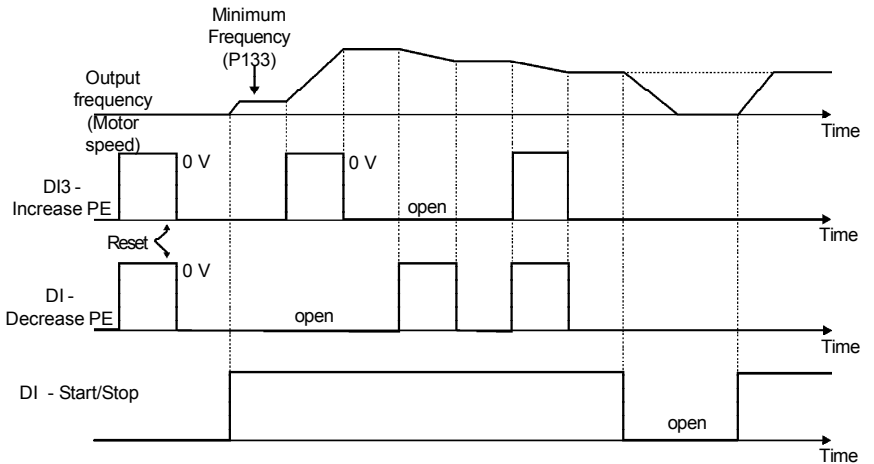 Minimum
Frequency
(P133)
Output
frequency
(Motor
speed)
Time
0 V
0 V
DI3 -
Increase PE
open
Time
Reset
0 V
DI -
Decrease PE
open
Time
DI - Start/Stop
open
Time